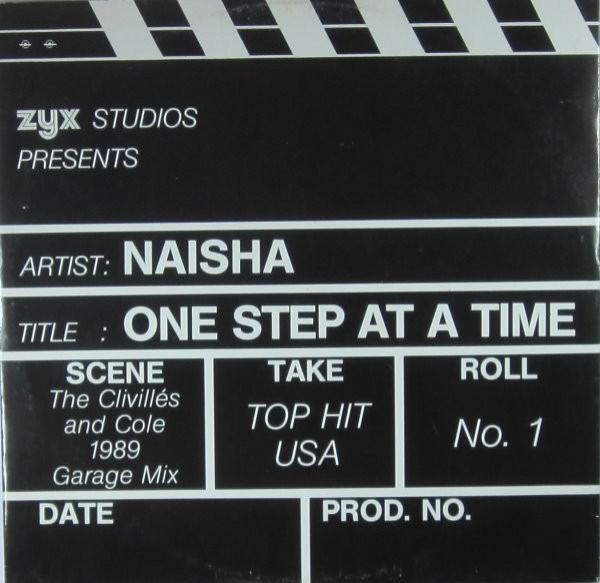 zyx STUDIOS
PRESENTS
ARTIST: NAISHA
TITLE : ONE STEP AT A TIME
SCENE
The Clivillés
and Cole
1989
Garage Mix
TAKE
TOP HIT
USA
ROLL
No. 1
DATE
PROD. NO.